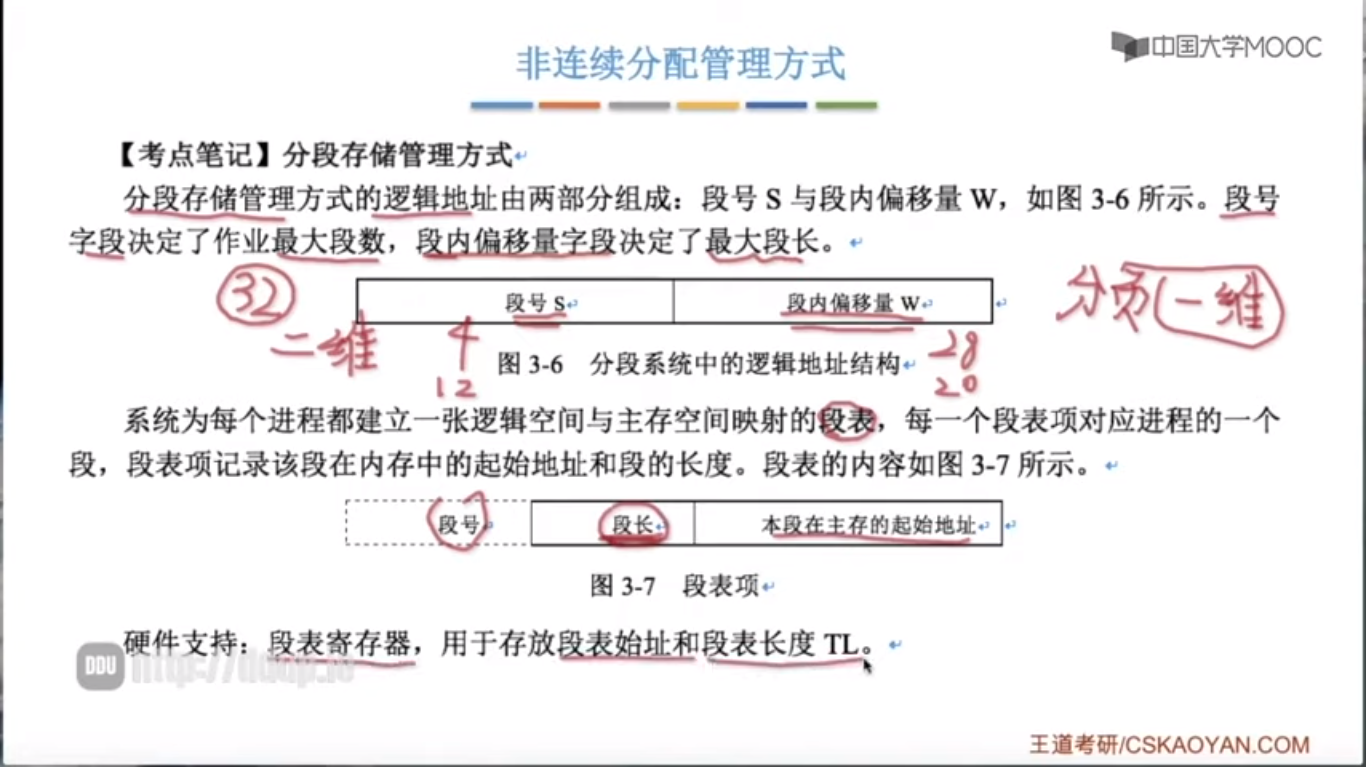 中国大学MOOC
非连续分配管理方式
【考点笔记】分段存储管理方式
分段存储管理方式的逻辑地址由两部分组成：段号 S 与段内偏移量 W，如图 3-6 所示。段号
字段决定了作业最大段数，段内偏移量字段决定了最大段长。
32
段号 S
段内偏移量 W
分页(一维)
二维
4
28
图 3-6 分段系统中的逻辑地址结构
12
20
系统为每个进程都建立一张逻辑空间与主存空间映射的段表，每一个段表项对应进程的一个
段，段表项记录该段在内存中的起始地址和段的长度。段表的内容如图 3-7 所示。
段号
段长
本段在主存的起始地址
图 3-7 段表项
硬件支持：段表寄存器，用于存放段表始址和段表长度 TL。
DDU
王道考研/CSKAOYAN.COM